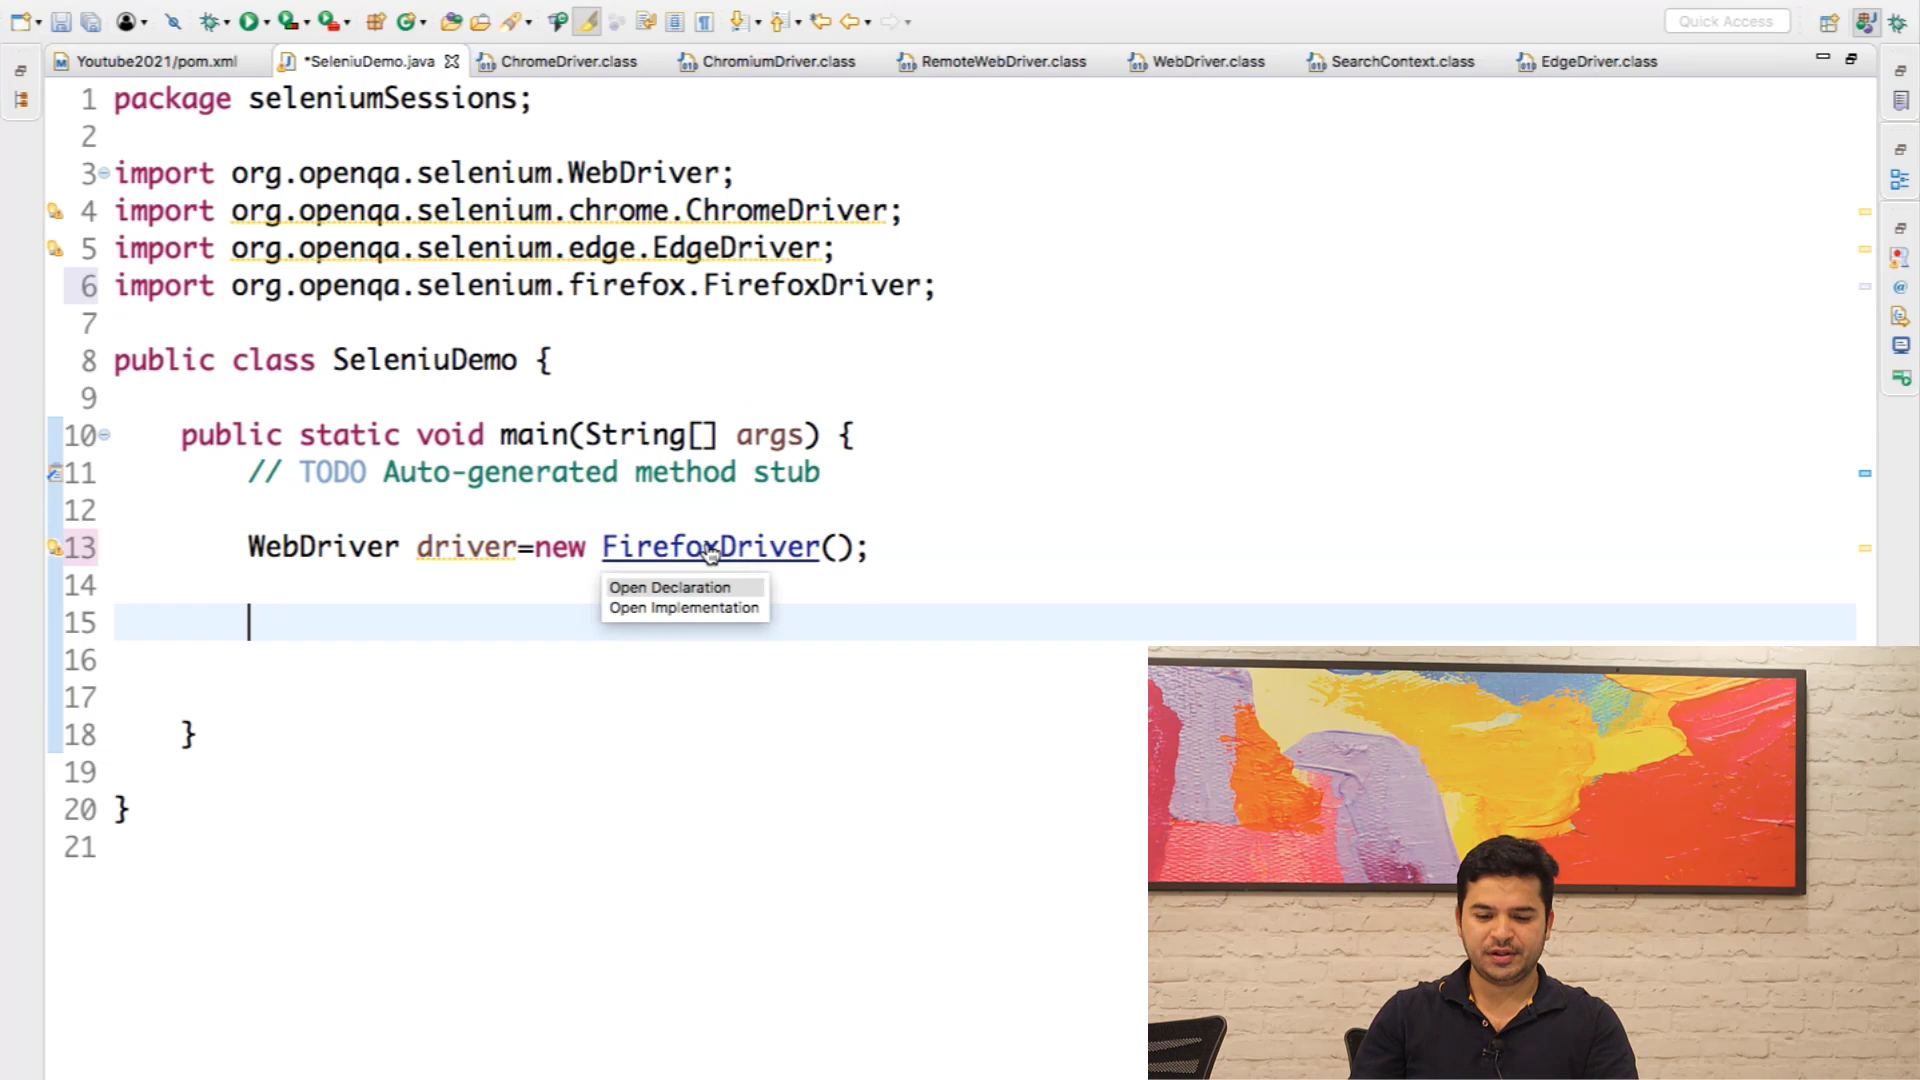 Quick Access
Youtube2021/pom.xml
*SeleniuDemo.java
ChromeDriver.class
ChromiumDriver.class
RemoteWebDriver.class
WebDriver.class
SearchContext.class
EdgeDriver.class
1 package seleniumSessions;
2
3 import org.openqa.selenium.WebDriver;
4 import org.openqa.selenium.chrome.ChromeDriver;
5 import org.openqa.selenium.edge.EdgeDriver;
6 import org.openqa.selenium.firefox.FirefoxDriver;
7
8 public class SeleniuDemo {
9
10 public static void main(String[] args) {
11 // TODO Auto-generated method stub
12
13 WebDriver driver=new FirefoxDriver();
14
Open Declaration
Open Implementation
15
16
17
18 }
19
20 }
21